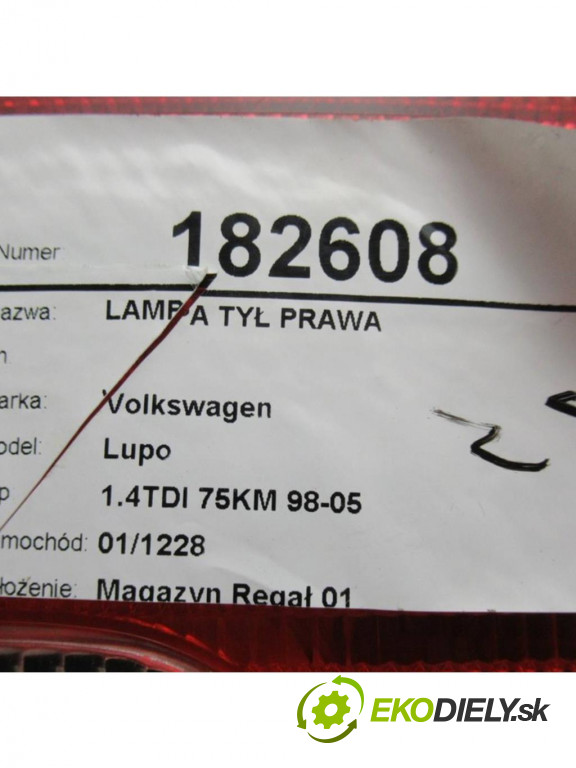 Numer: 182608
azwa: LAMPA TYŁ PRAWA
n
arka: Volkswagen
odel: Lupo
p 1.4TDI 75KM 98-05
mochód: 01/1228
łożenie: Magazyn Regał 01
EKODIELY.sk